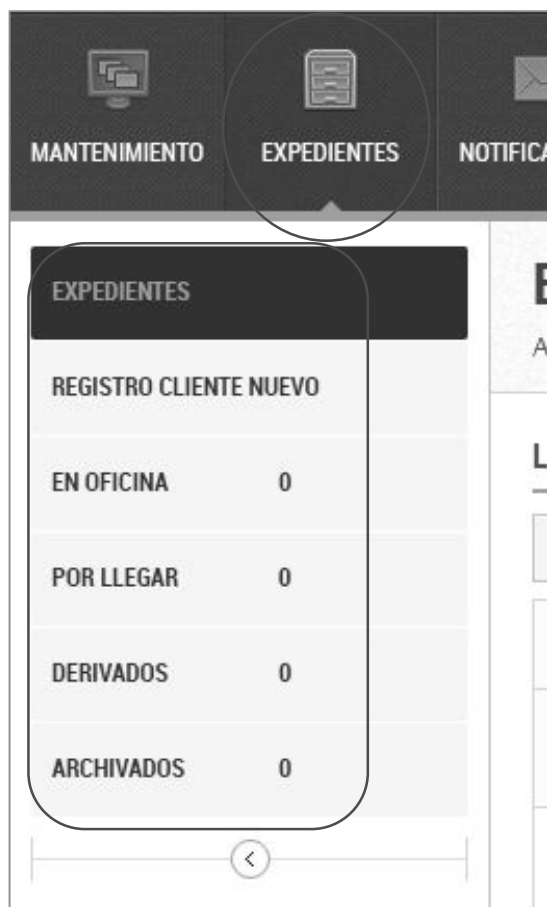 MANTENIMIENTO EXPEDIENTES
EXPEDIENTES
REGISTRO CLIENTE NUEVO
EN OFICINA 0
POR LLEGAR 0
DERIVADOS 0
ARCHIVADOS 0